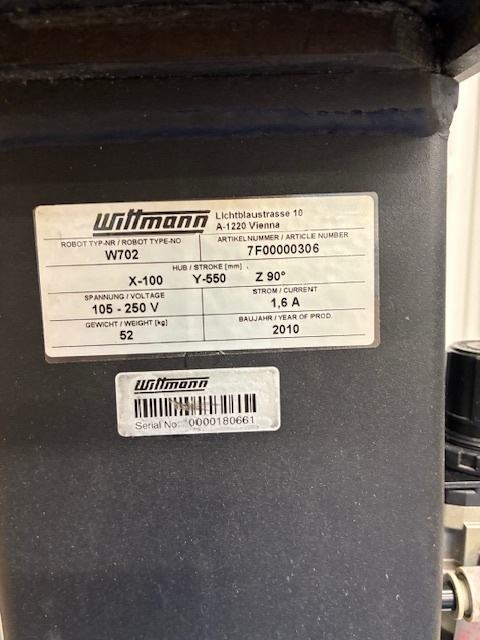 Wittmann Lichtblaustrasse 10
A-1220 Vienna
ROBOT TYP-NR / ROBOT TYPE-NO
W702
ARTIKELNUMMER / ARTICLE NUMBER
7F00000306
HUB / STROKE [mm]
X-100 Y-550 Z 90°
SPANNUNG / VOLTAGE
105 - 250 V
STROM / CURRENT
1,6 A
GEWICHT / WEIGHT [kg]
52
BAUJAHR / YEAR OF PROD.
2010
Wittmann
Serial No: 0000180661